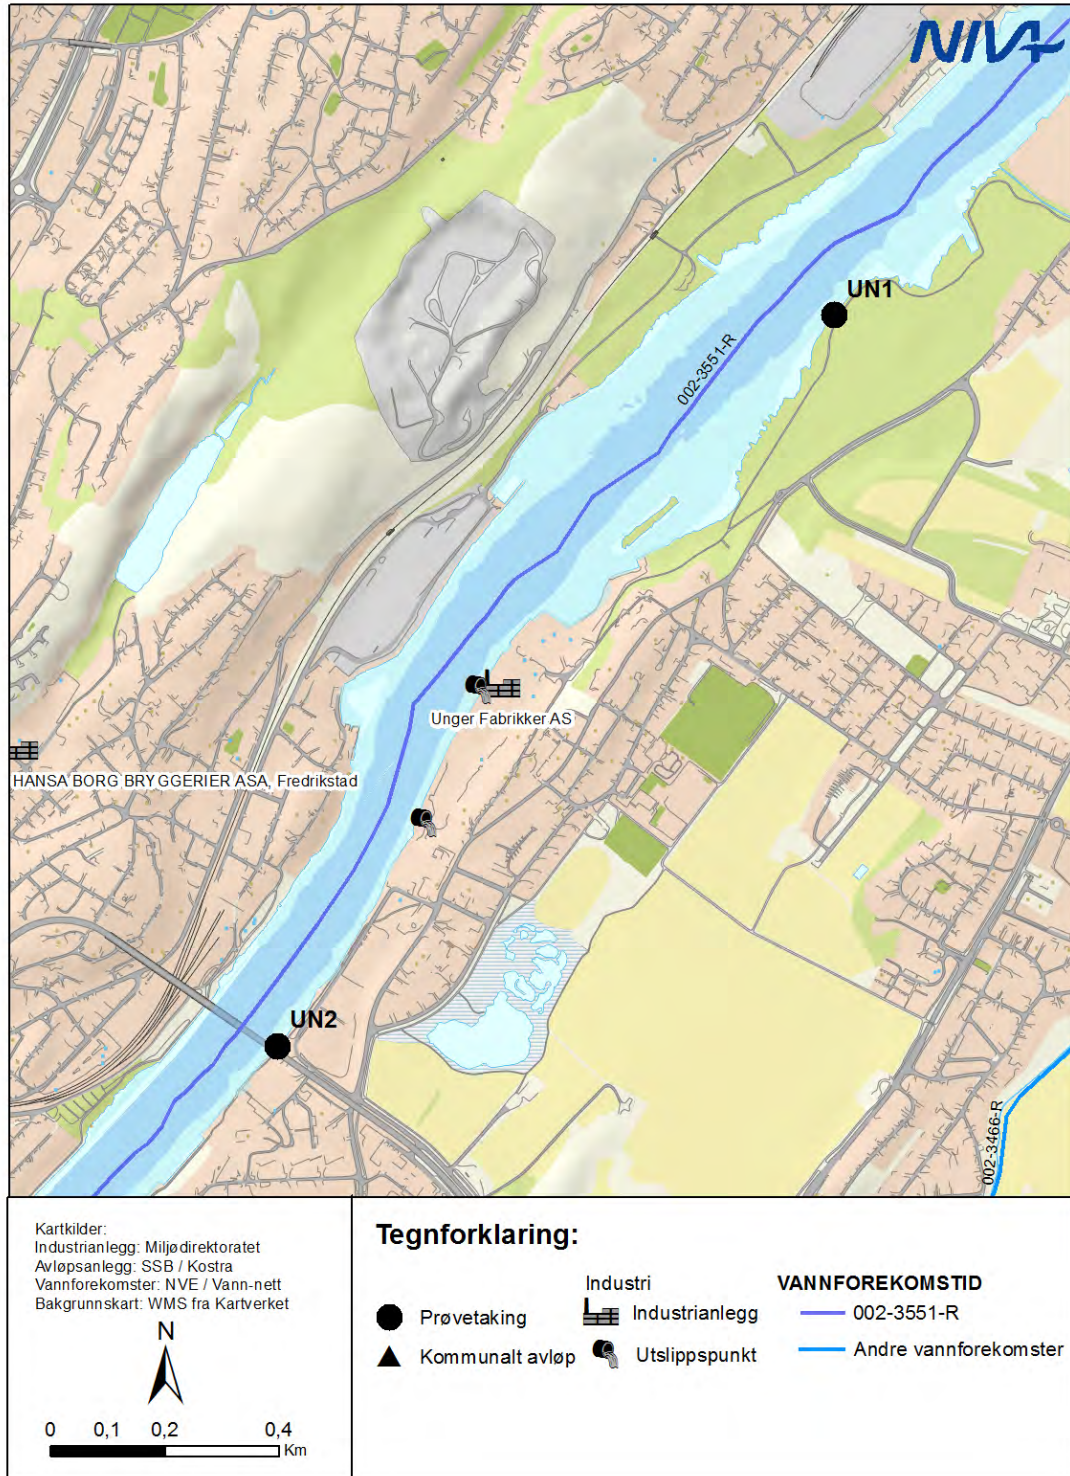 NIVA
UN1
002-3551-R
Unger Fabrikker AS
HANSA BORG BRYGGERIER ASA, Fredrikstad
UN2
002-3466-R
Kartkilder:
Industrianlegg: Miljødirektoratet
Avløpsanlegg: SSB / Kostra
Vannforekomster: NVE / Vann-nett
Bakgrunnskart: WMS fra Kartverket
N
0 0,1 0,2 0,4
Km
Tegnforklaring:
Prøvetaking
Kommunalt avløp
Industri
Industrianlegg
Utslippspunkt
VANNFOREKOMSTID
002-3551-R
Andre vannforekomster